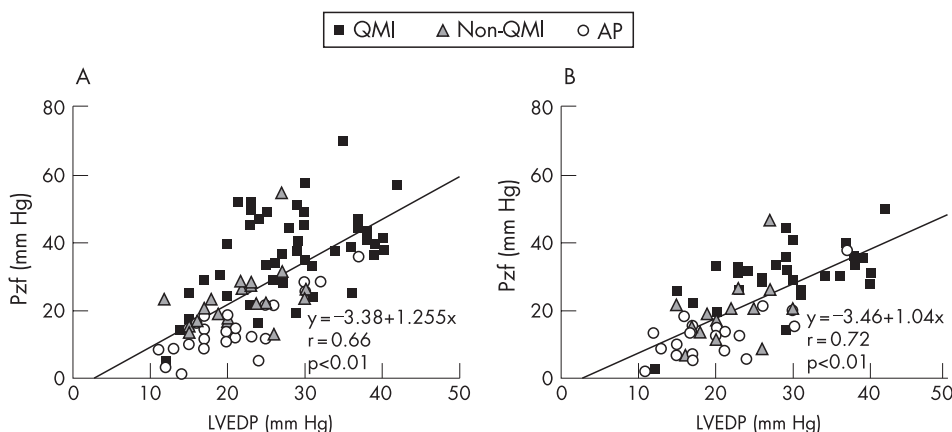 QMI Non-QMI AP
A
80
60
40
20
0
Pzf (mm Hg)
y=−3.38+1.255x
r=0.66
p<0.01
0 10 20 30 40 50
LVEDP (mm Hg)
B
80
60
40
20
0
Pzf (mm Hg)
y=−3.46+1.04x
r=0.72
p<0.01
0 10 20 30 40 50
LVEDP (mm Hg)